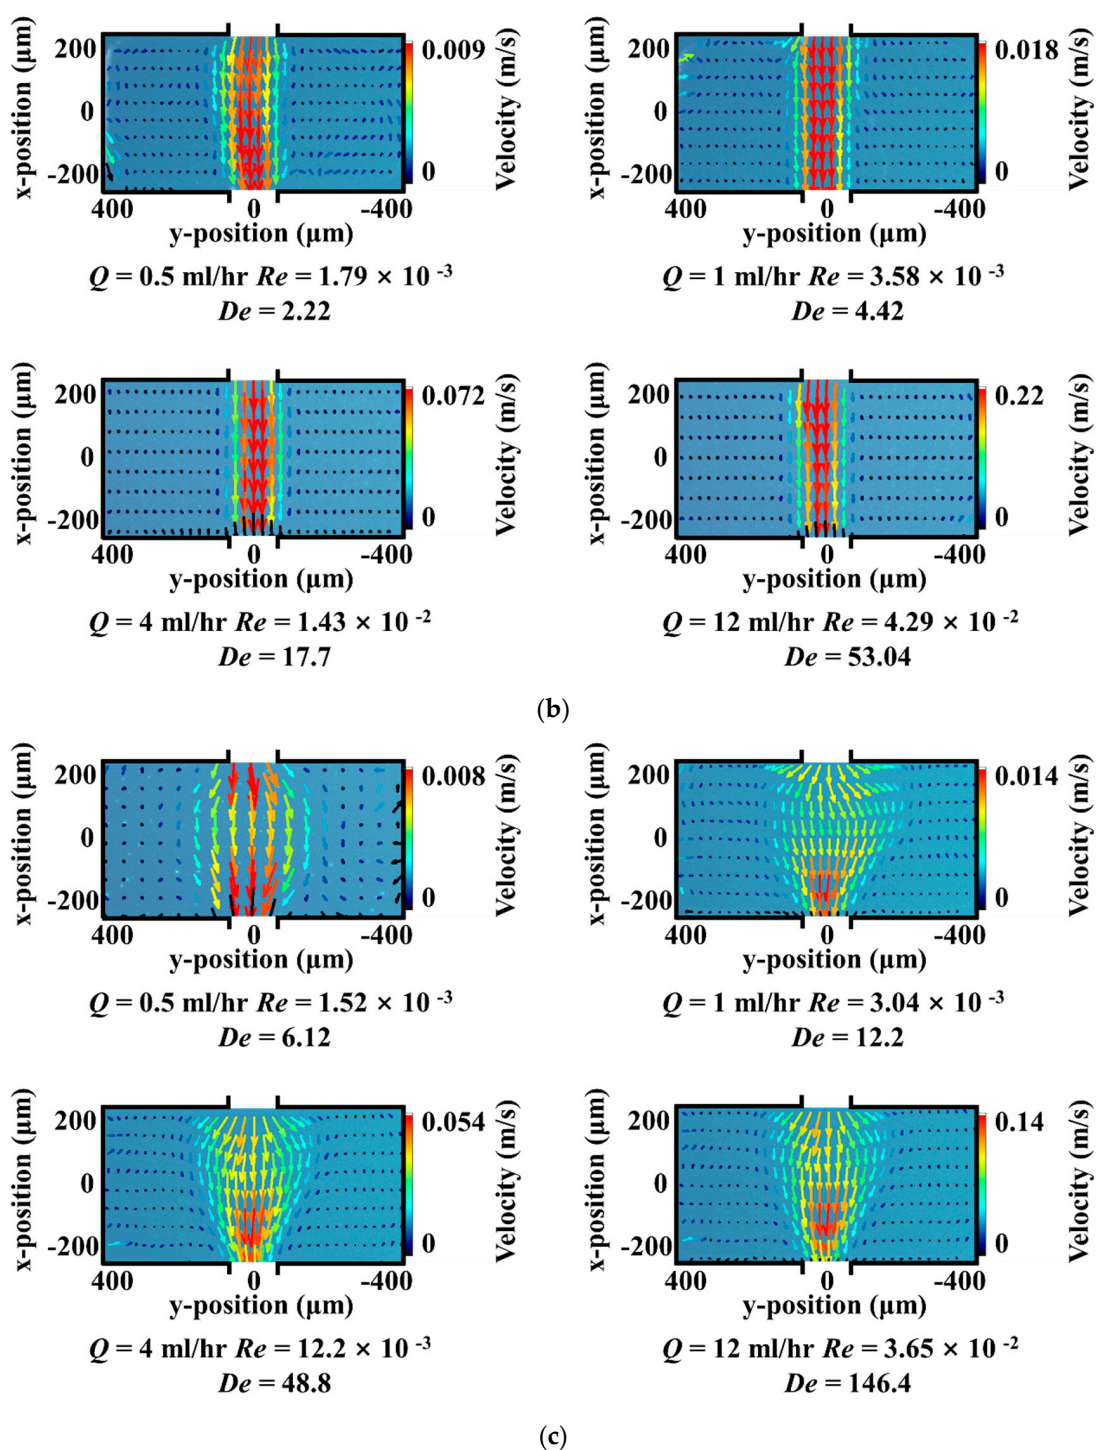 x-position (µm)
200
0
-200
0.009
0
Velocity (m/s)
400 0 -400
y-position (µm)
Q = 0.5 ml/hr Re = 1.79 × 10 -3
De = 2.22
x-position (µm)
200
0
-200
0.018
0
Velocity (m/s)
400 0 -400
y-position (µm)
Q = 1 ml/hr Re = 3.58 × 10 -3
De = 4.42
x-position (µm)
200
0
-200
0.072
0
Velocity (m/s)
400 0 -400
y-position (µm)
Q = 4 ml/hr Re = 1.43 × 10 -2
De = 17.7
x-position (µm)
200
0
-200
0.22
0
Velocity (m/s)
400 0 -400
y-position (µm)
Q = 12 ml/hr Re = 4.29 × 10 -2
De = 53.04
(b)
x-position (µm)
200
0
-200
0.008
0
Velocity (m/s)
400 0 -400
y-position (µm)
Q = 0.5 ml/hr Re = 1.52 × 10 -3
De = 6.12
x-position (µm)
200
0
-200
0.014
0
Velocity (m/s)
400 0 -400
y-position (µm)
Q = 1 ml/hr Re = 3.04 × 10 -3
De = 12.2
x-position (µm)
200
0
-200
0.054
0
Velocity (m/s)
400 0 -400
y-position (µm)
Q = 4 ml/hr Re = 12.2 × 10 -3
De = 48.8
x-position (µm)
200
0
-200
0.14
0
Velocity (m/s)
400 0 -400
y-position (µm)
Q = 12 ml/hr Re = 3.65 × 10 -2
De = 146.4
(c)